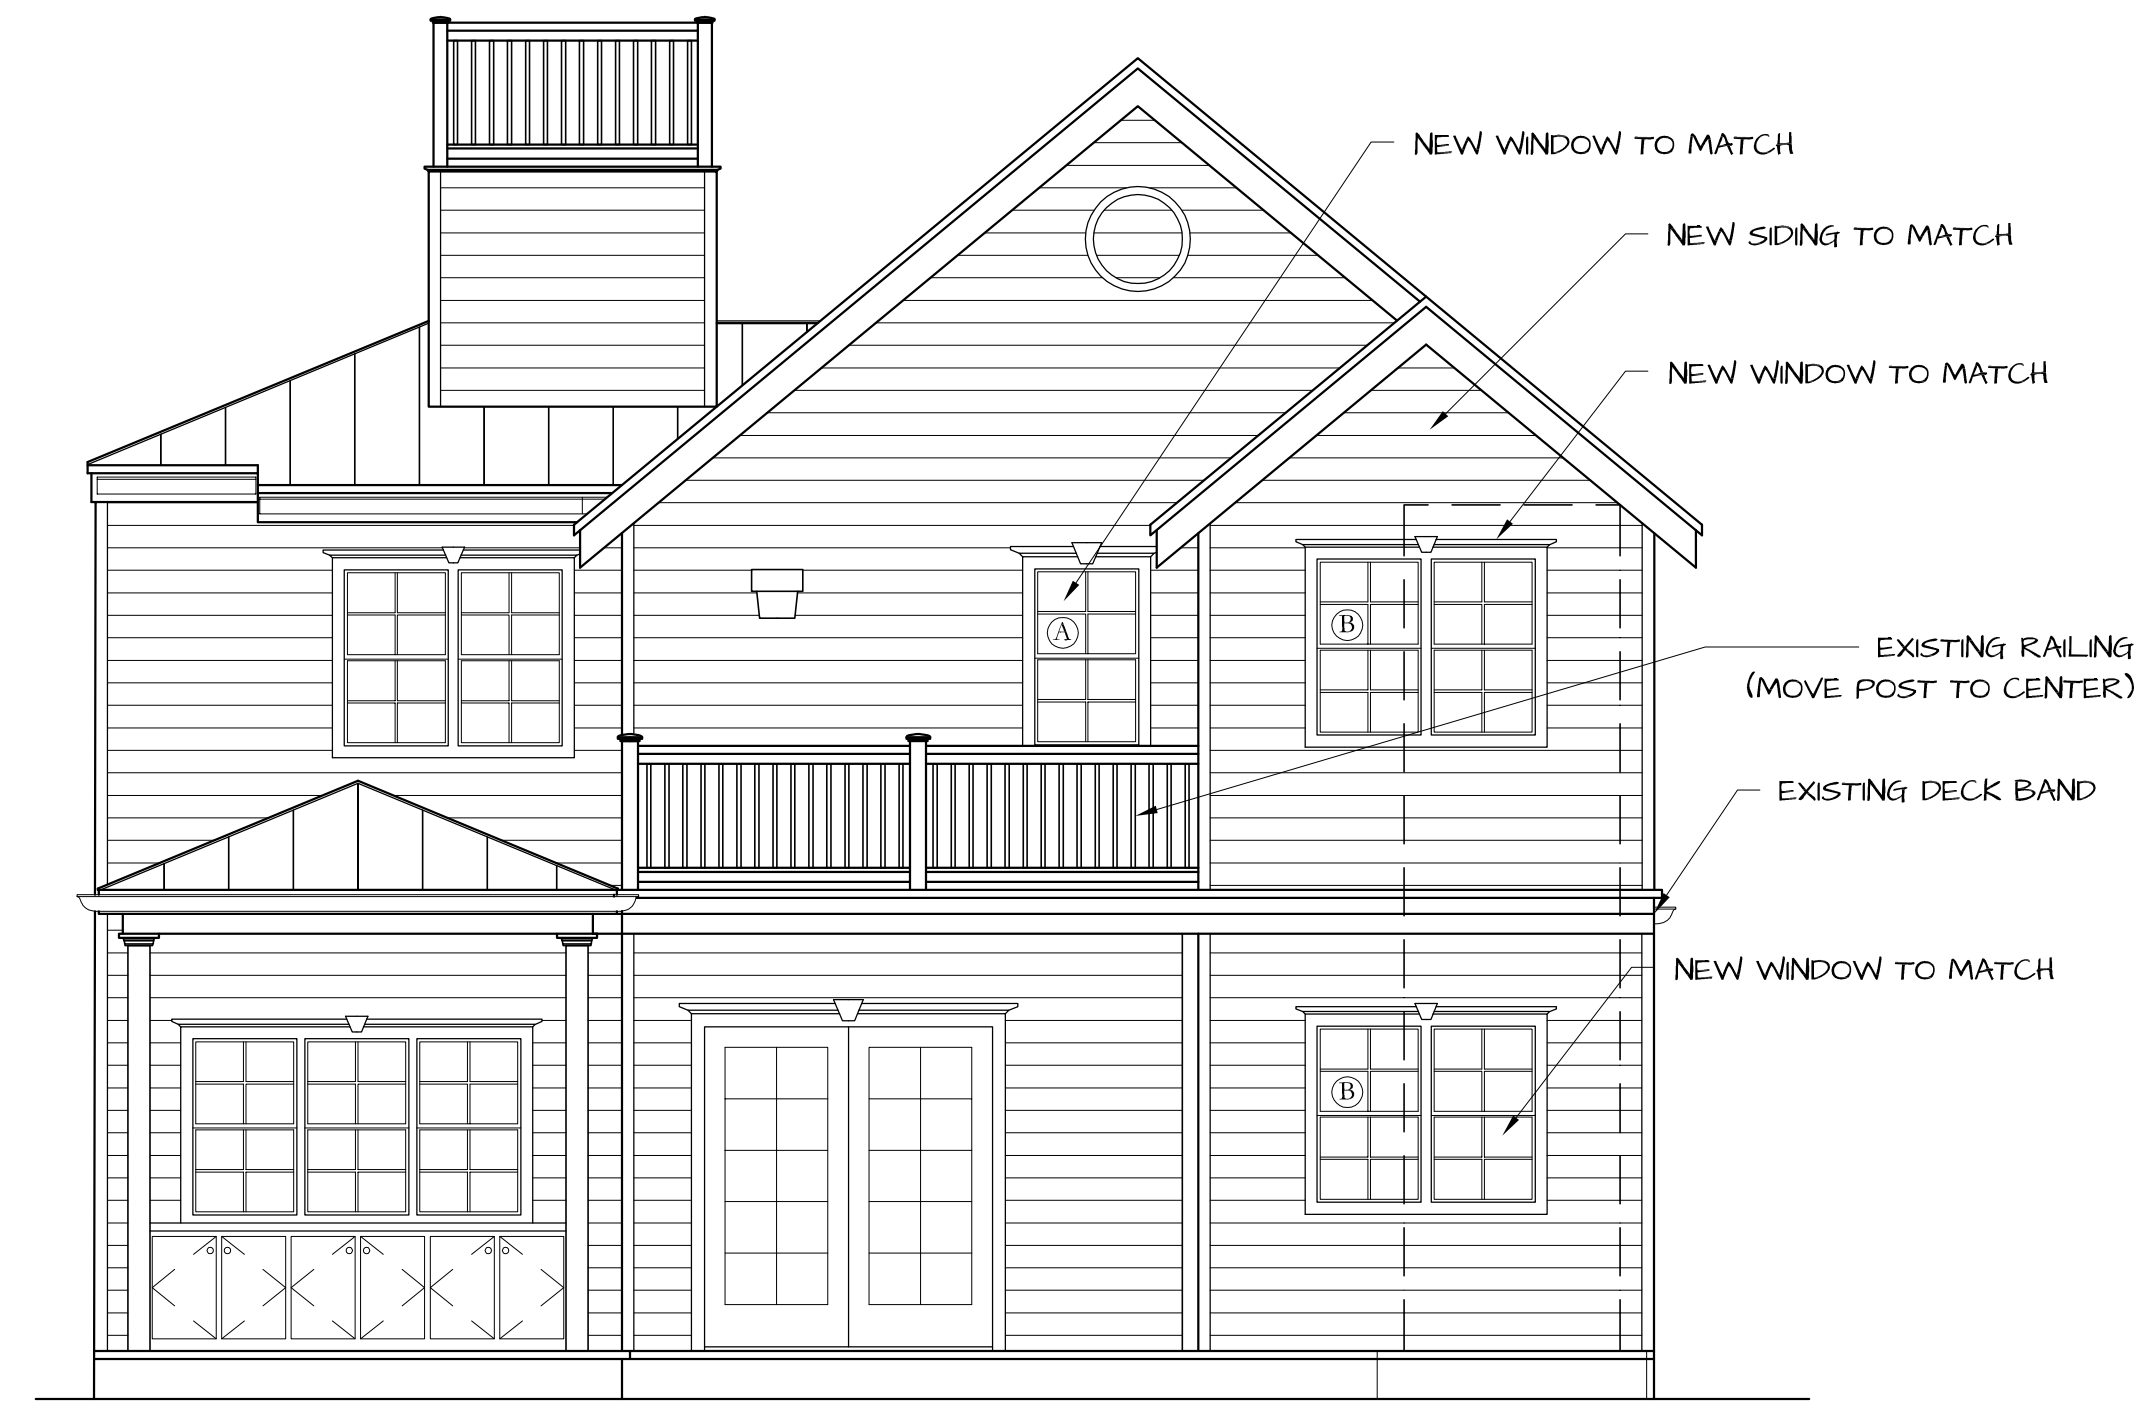 NEW WINDOW TO MATCH
NEW SIDING TO MATCH
NEW WINDOW TO MATCH
A
B
EXISTING RAILING
(MOVE POST TO CENTER)
EXISTING DECK BAND
NEW WINDOW TO MATCH
B